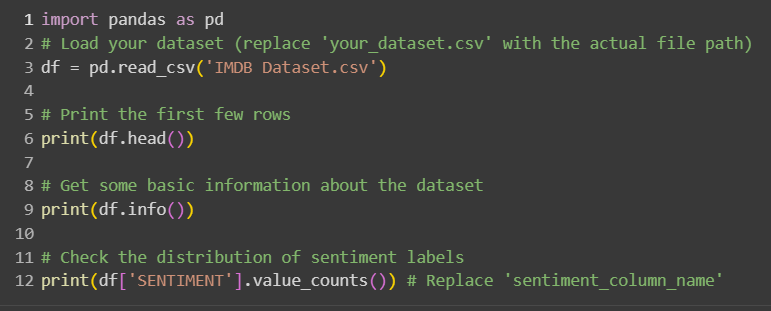 1 import pandas as pd
2 # Load your dataset (replace 'your_dataset.csv' with the actual file path)
3 df = pd.read_csv('IMDB Dataset.csv')
4
5 # Print the first few rows
6 print(df.head())
7
8 # Get some basic information about the dataset
9 print(df.info())
10
11 # Check the distribution of sentiment labels
12 print(df['SENTIMENT'].value_counts()) # Replace 'sentiment_column_name'